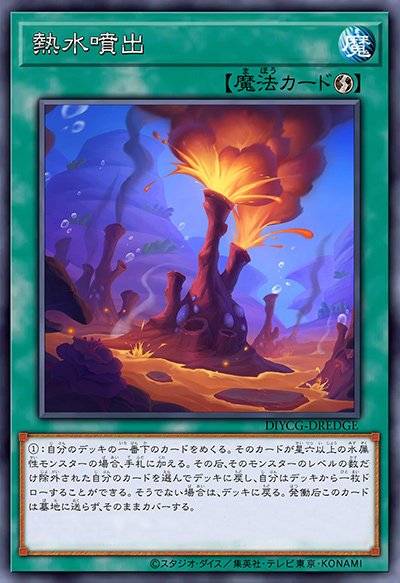 熱水噴出
魔
【魔法カード】
DIYCG-DREDGE
①:自分のデッキの一番下のカードをめくる。そのカードが星六以上の水属
性モンスターの場合、手札に加える。その后、そのモンスターのレベルの数だ
け除外された自分のカードを選んでデッキに戻し、自分はデッキから一枚ド
ローすることができる。そうでない場合は、デッキに戻る。発働后このカード
は墓地に送らず、そのままカバーする。
©スタジオ・ダイス／集英社・テレビ東京・KONAMI